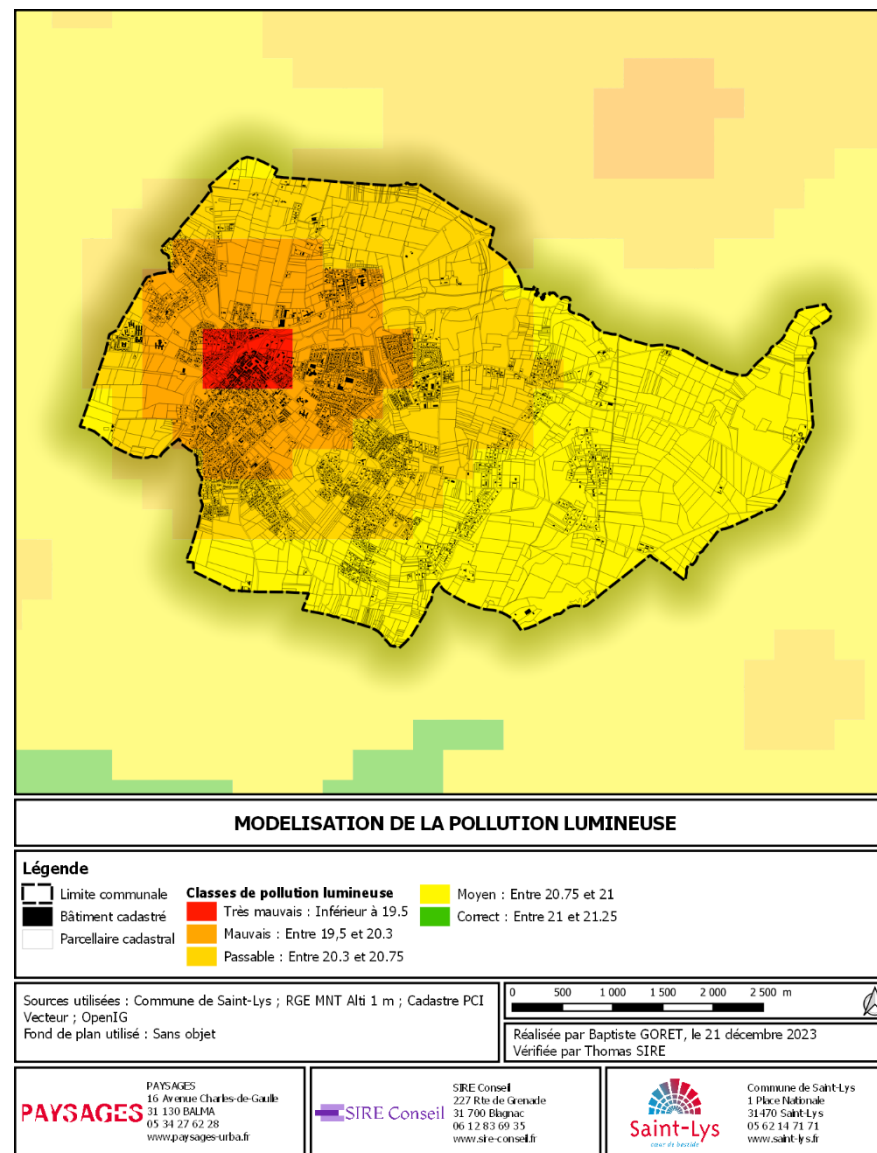 MODELISATION DE LA POLLUTION LUMINEUSE
Légende
Limite communale
Bâtiment cadastré
Parcellaire cadastral
Classes de pollution lumineuse
Très mauvais : Inférieur à 19.5
Mauvais : Entre 19,5 et 20.3
Passable : Entre 20.3 et 20.75
Moyen : Entre 20.75 et 21
Correct : Entre 21 et 21.25
Sources utilisées : Commune de Saint-Lys ; RGE MNT Alti 1 m ; Cadastre PCI
Vecteur ; OpenIG
Fond de plan utilisé : Sans objet
0 500 1 000 1 500 2 000 2 500 m
Réalisée par Baptiste GORET, le 21 décembre 2023
Vérifiée par Thomas SIRE
PAYSAGES
PAYSAGES
16 Avenue Charles-de-Gaulle
31 130 BALMA
05 34 27 62 28
www.paysages-urba.fr
SIRE Conseil
SIRE Conseil
227 Rte de Grenade
31 700 Blagnac
06 12 83 69 35
www.sire-conseil.fr
Saint-Lys
cœur de bastide
Commune de Saint-Lys
1 Place Nationale
31470 Saint-Lys
05 62 14 71 71
www.saint-lys.fr